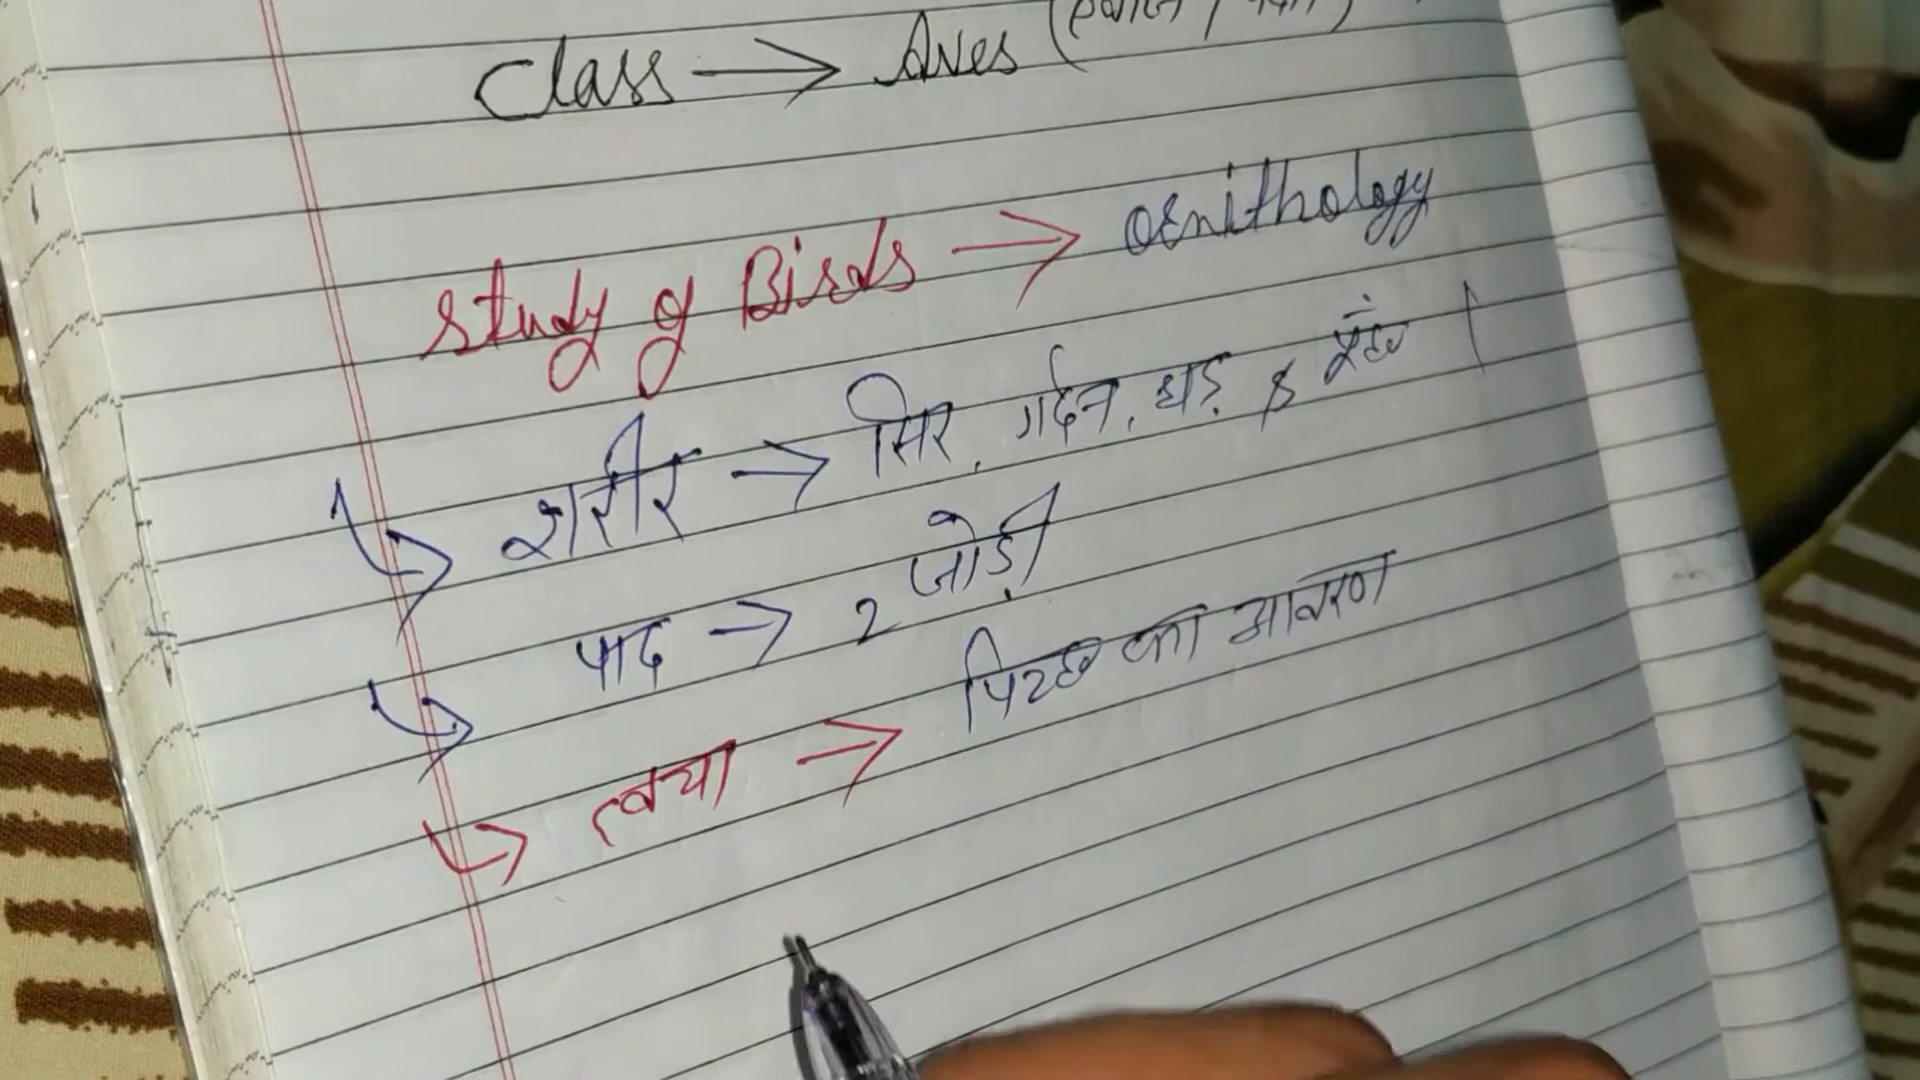 Class → Aves
Study of Birds → Ornithology
शरीर → सिर, गर्दन, धड़ & पूँछ ।
पाद → 2 जोड़ी
त्वचा → पिच्छ का आवरण